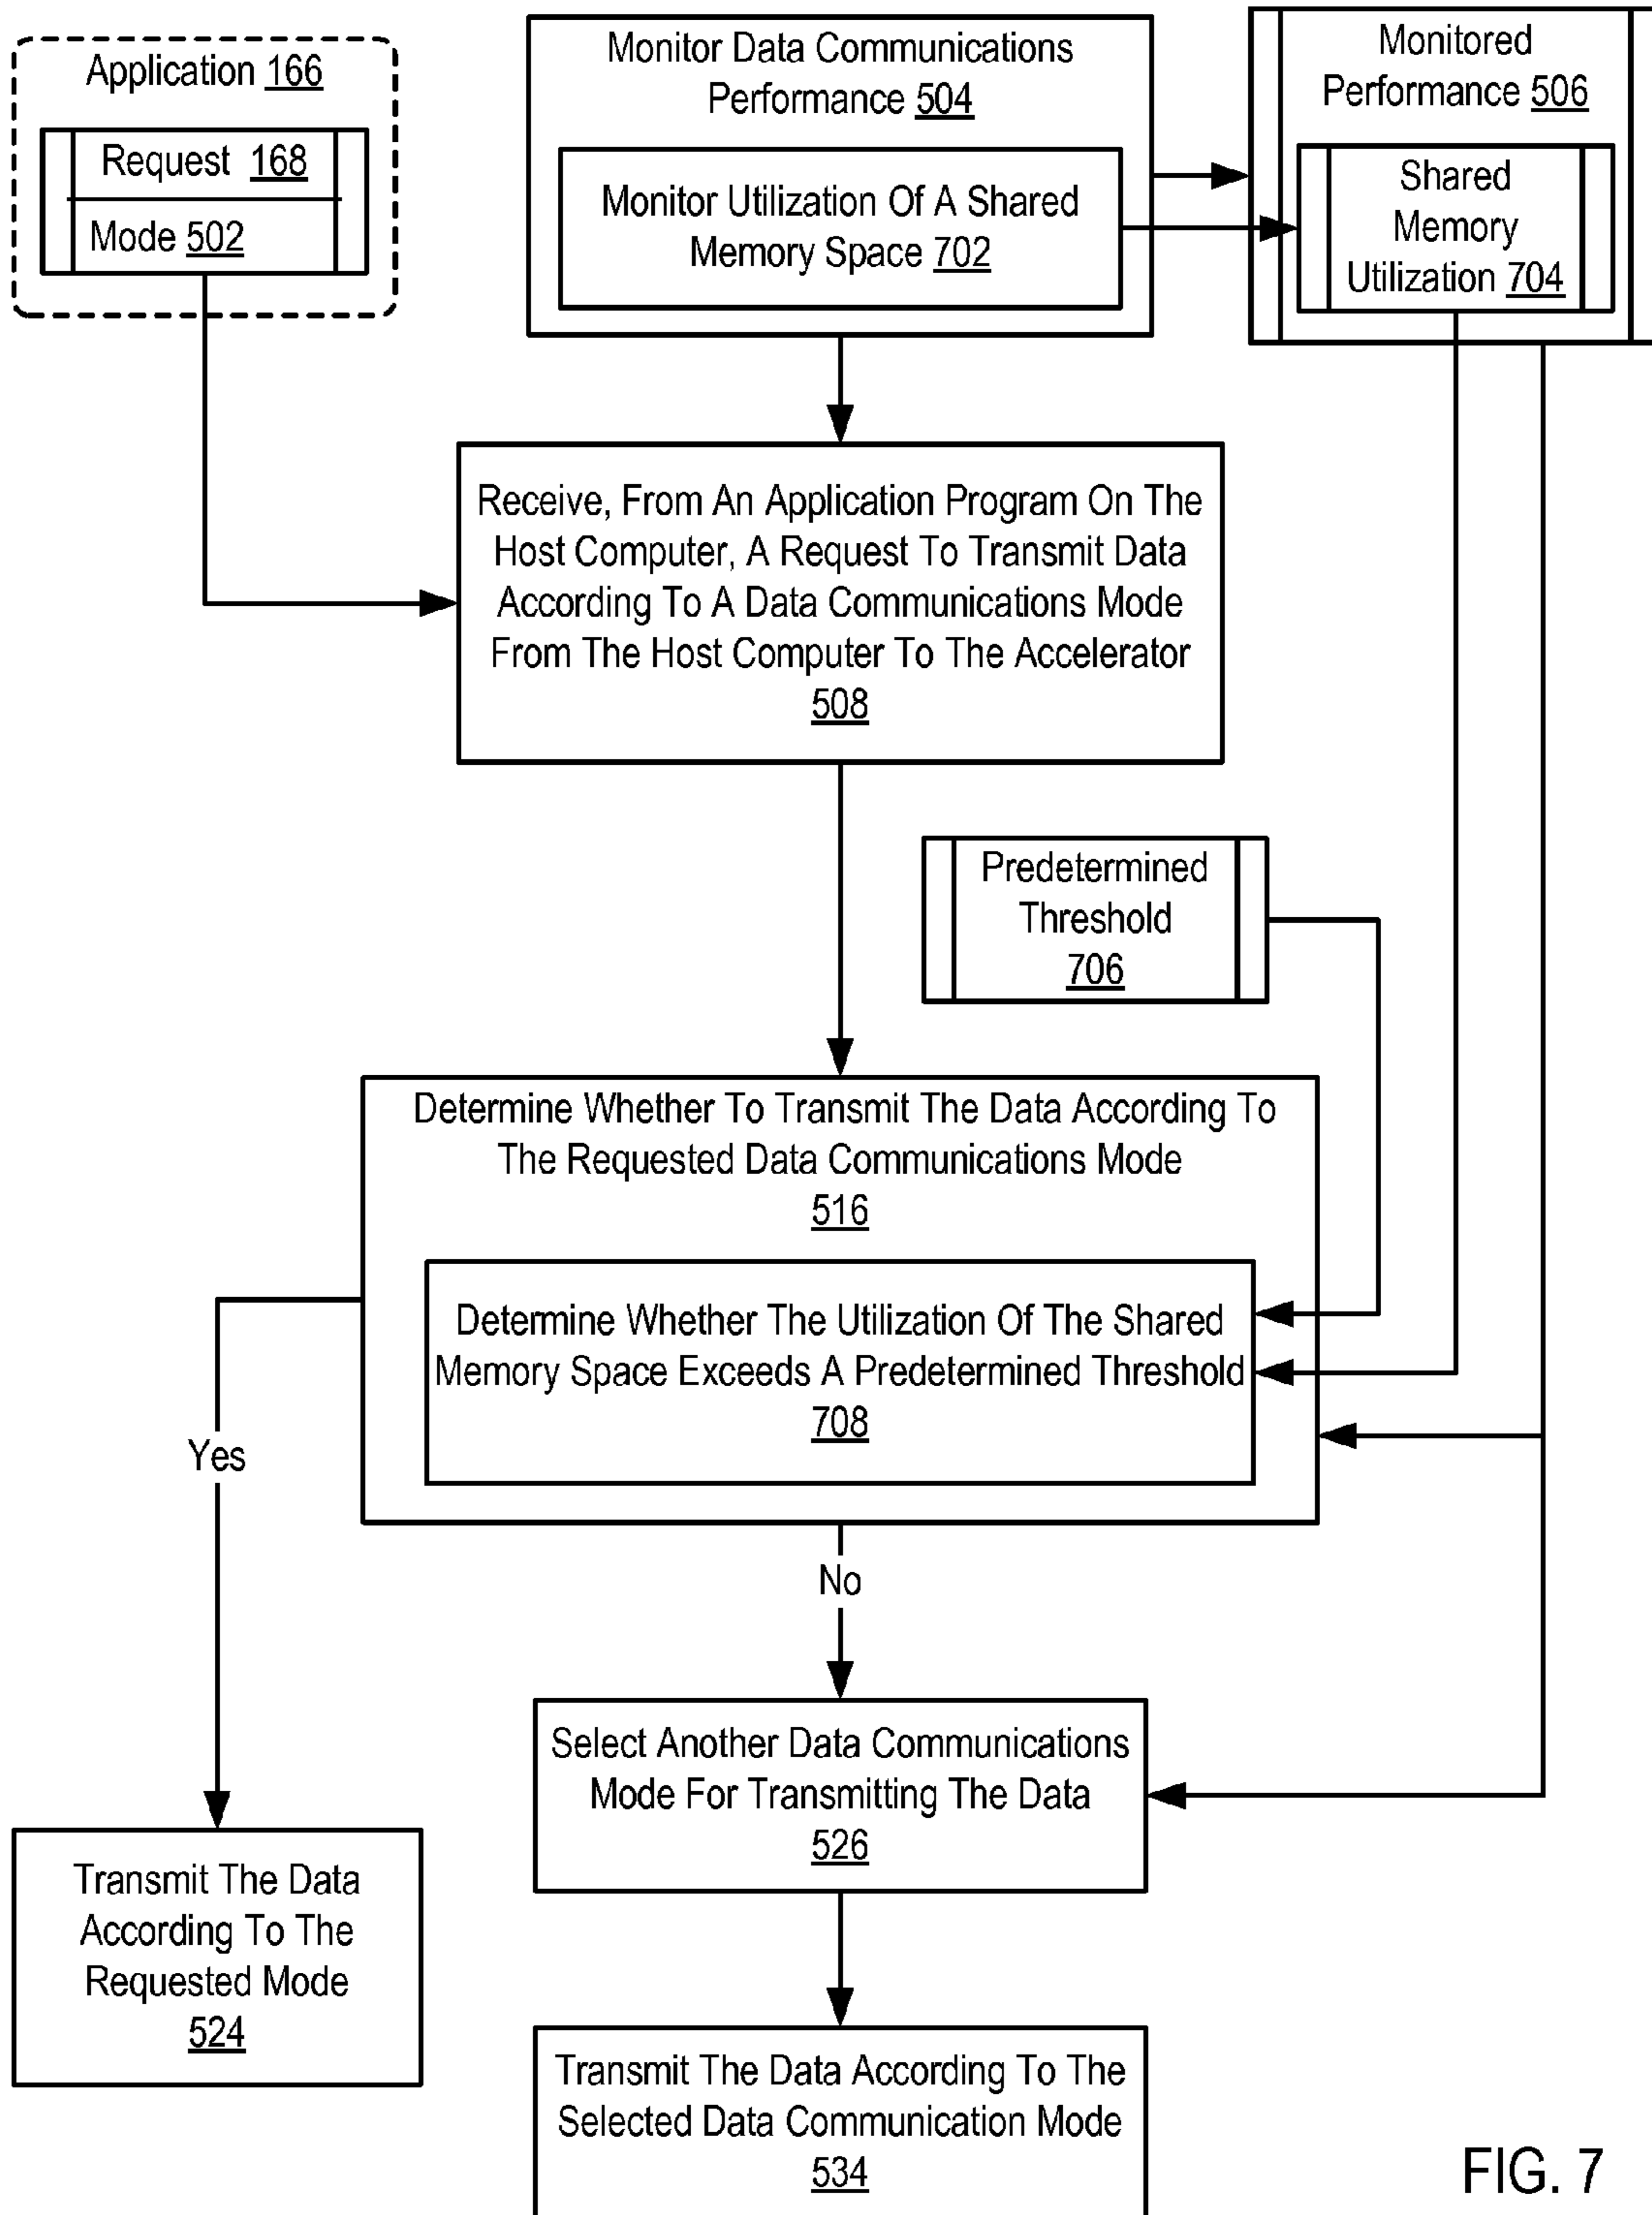 Application 166
Request 168
Mode 502
Monitor Data Communications
Performance 504
Monitor Utilization Of A Shared
Memory Space 702
Monitored
Performance 506
Shared
Memory
Utilization 704
Receive, From An Application Program On The
Host Computer, A Request To Transmit Data
According To A Data Communications Mode
From The Host Computer To The Accelerator
508
Predetermined
Threshold
706
Determine Whether To Transmit The Data According To
The Requested Data Communications Mode
516
Determine Whether The Utilization Of The Shared
Memory Space Exceeds A Predetermined Threshold
708
Yes
No
Select Another Data Communications
Mode For Transmitting The Data
526
Transmit The Data
According To The
Requested Mode
524
Transmit The Data According To The
Selected Data Communication Mode
534
FIG. 7